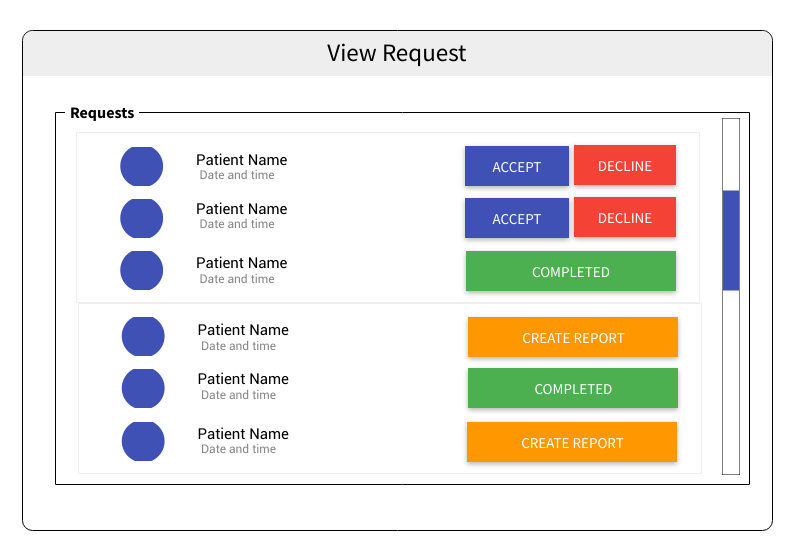 View Request
Requests
Patient Name
Date and time
ACCEPT
DECLINE
Patient Name
Date and time
ACCEPT
DECLINE
Patient Name
Date and time
COMPLETED
Patient Name
Date and time
CREATE REPORT
Patient Name
Date and time
COMPLETED
Patient Name
Date and time
CREATE REPORT